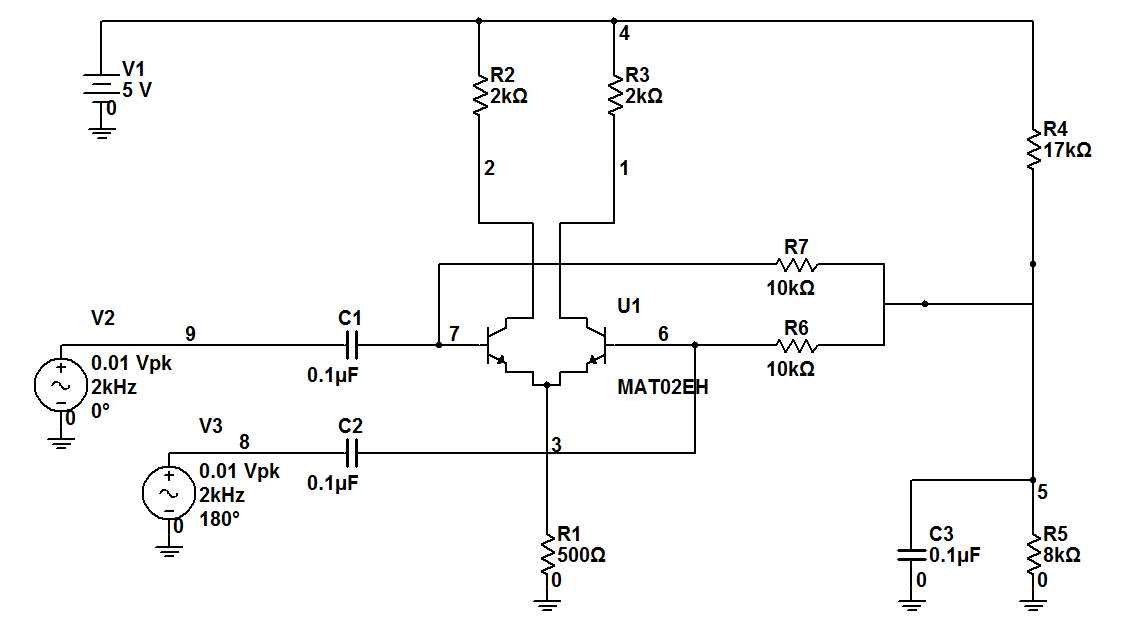 4
V1
5 V
0
R2
2kΩ
R3
2kΩ
R4
17kΩ
2
1
R7
10kΩ
U1
V2
9
C1
7
6
R6
10kΩ
0.01 Vpk
2kHz
0°
0
0.1µF
MAT02EH
V3
8
C2
3
0.01 Vpk
2kHz
180°
0
0.1µF
5
R1
500Ω
0
C3
0.1µF
0
R5
8kΩ
0